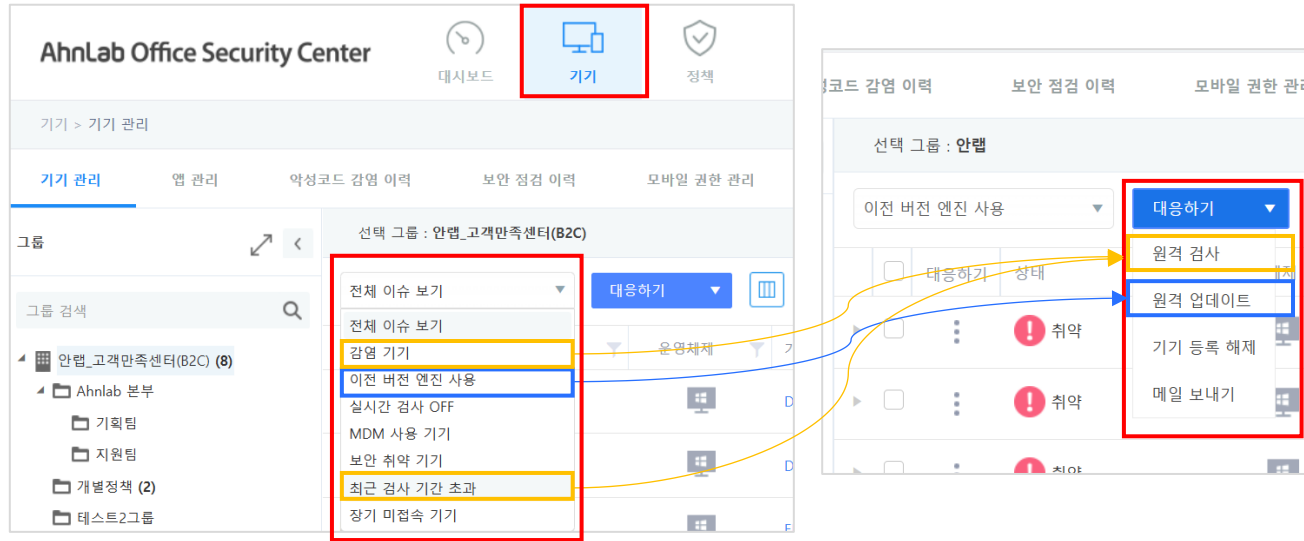 AhnLab Office Security Center
대시보드
기기
정책
기기 > 기기 관리
기기 관리
앱 관리
악성코드 감염 이력
보안 점검 이력
모바일 권한 관리
그룹
선택 그룹 : 안랩_고객만족센터(B2C)
전체 이슈 보기
대응하기
그룹 검색
전체 이슈 보기
감염 기기
이전 버전 엔진 사용
실시간 검사 OFF
MDM 사용 기기
보안 취약 기기
최근 검사 기간 초과
장기 미접속 기기
운영체제
안랩_고객만족센터(B2C) (8)
Ahnlab 본부
기획팀
지원팀
개별정책 (2)
테스트2그룹
D
D
감염 이력
보안 점검 이력
모바일 권한
선택 그룹 : 안랩
이전 버전 엔진 사용
대응하기
원격 검사
원격 업데이트
기기 등록 해제
메일 보내기
대응하기
상태
취약
취약
취약